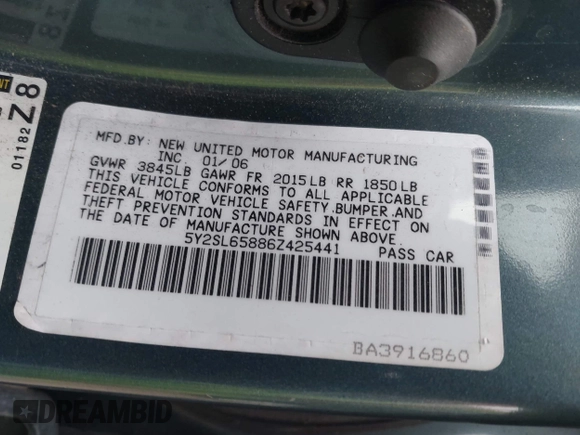 MFD.BY: NEW UNITED MOTOR MANUFACTURING
INC. 01/06
GVWR 3845LB GAWR FR 2015LB RR 1850LB
THIS VEHICLE CONFORMS TO ALL APPLICABLE
FEDERAL MOTOR VEHICLE SAFETY,BUMPER,AND
THEFT PREVENTION STANDARDS IN EFFECT ON
THE DATE OF MANUFACTURE SHOWN ABOVE.
5Y2SL65886Z425441 PASS CAR
BA3916860
01182
Z8
DREAMBID